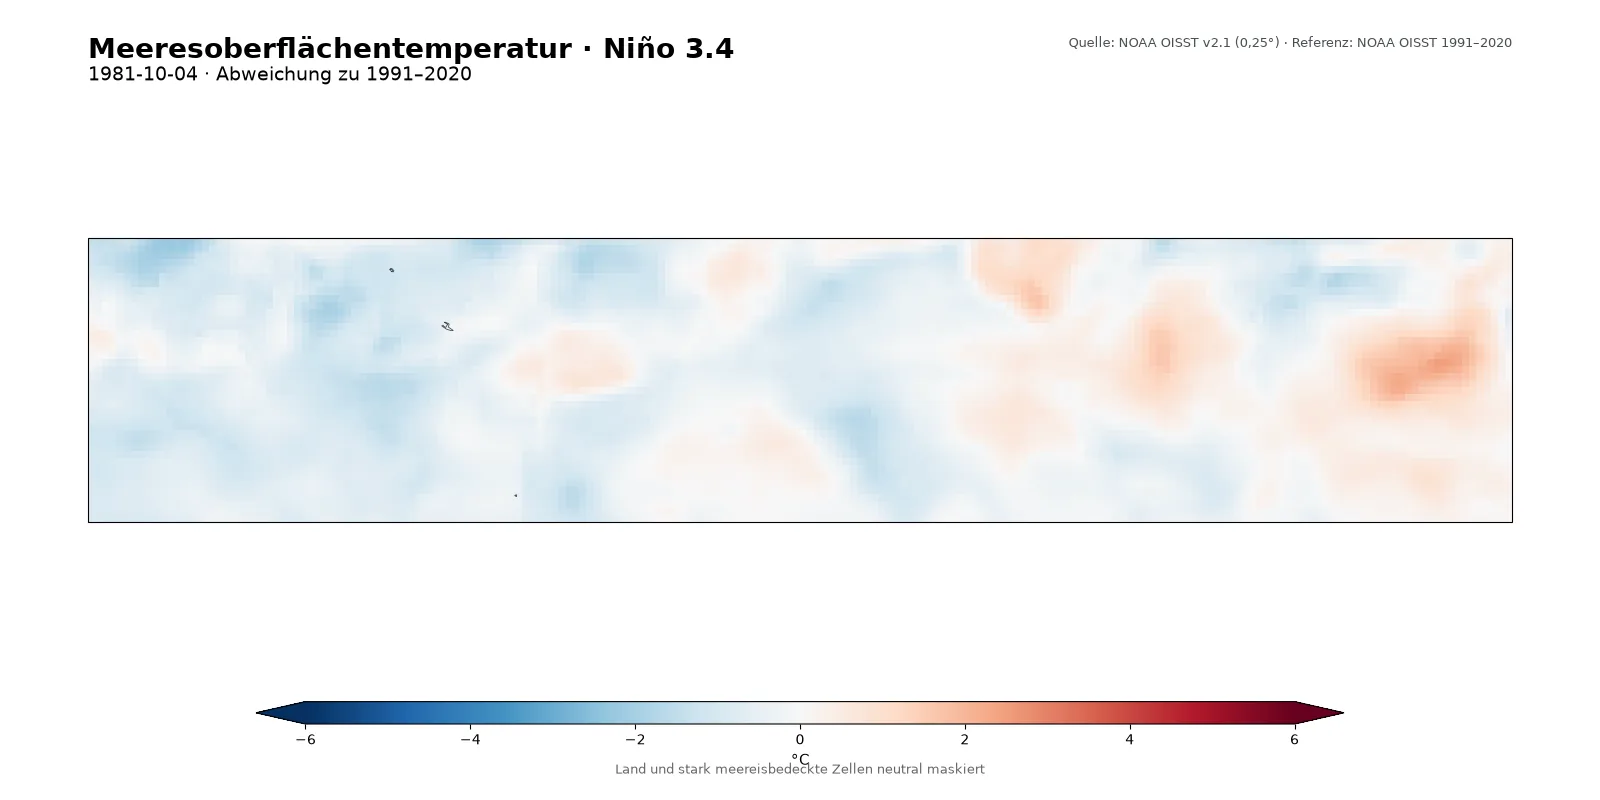 Meeresoberflächentemperatur · Niño 3.4
1981-10-04 · Abweichung zu 1991–2020
Quelle: NOAA OISST v2.1 (0,25°) · Referenz: NOAA OISST 1991–2020
−6 −4 −2 0 2 4 6
°C
Land und stark meereisbedeckte Zellen neutral maskiert